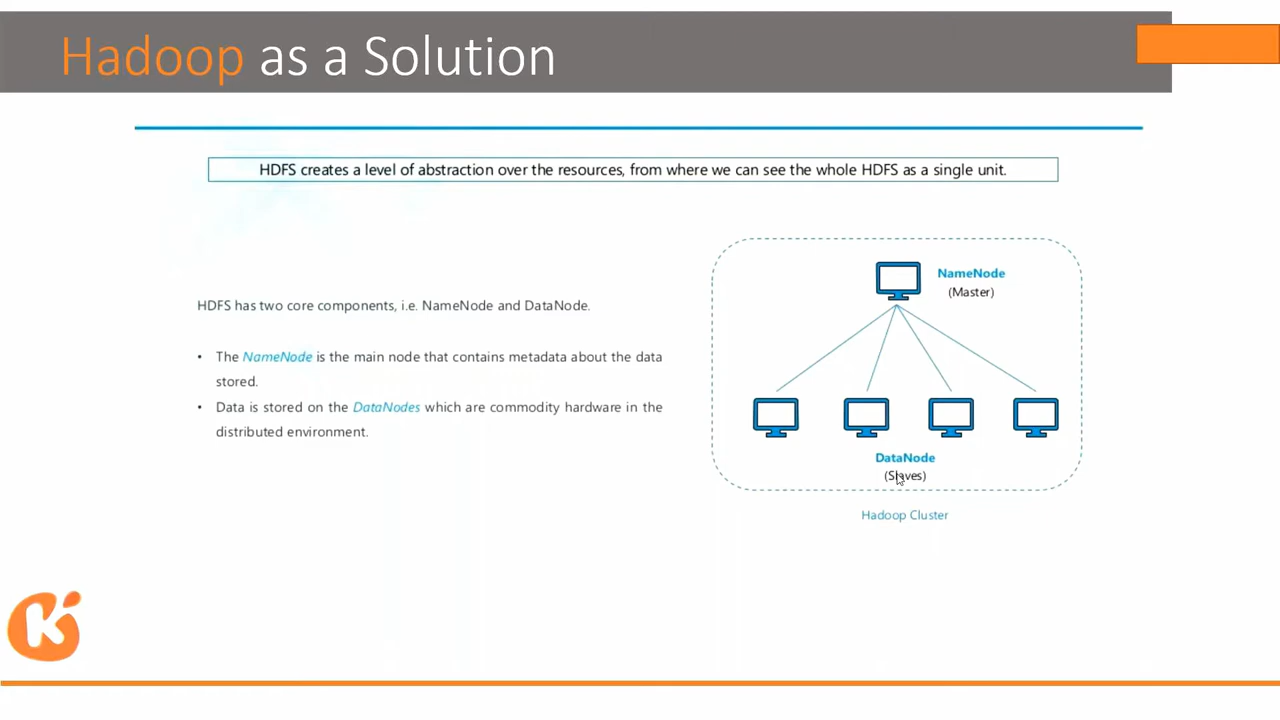 Hadoop as a Solution
HDFS creates a level of abstraction over the resources, from where we can see the whole HDFS as a single unit.
HDFS has two core components, i.e. NameNode and DataNode.
• The NameNode is the main node that contains metadata about the data
stored.
• Data is stored on the DataNodes which are commodity hardware in the
distributed environment.
NameNode
(Master)
DataNode
(Slaves)
Hadoop Cluster
K